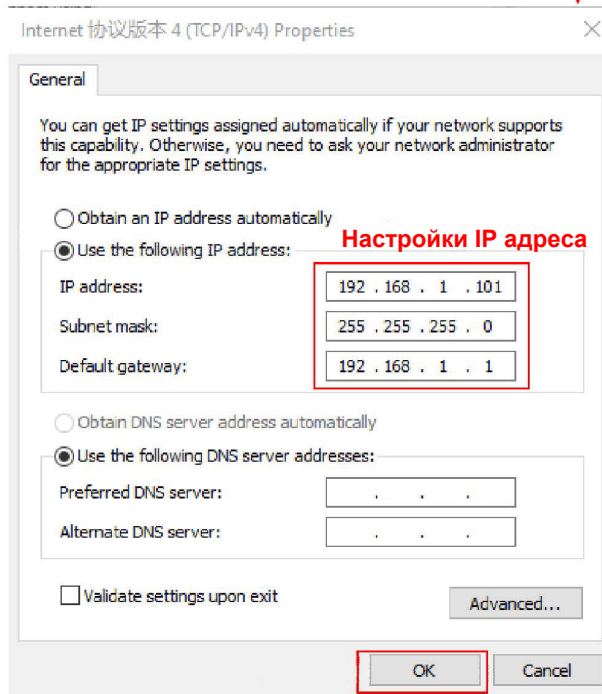 Internet 协议版本 4 (TCP/IPv4) Properties
General
You can get IP settings assigned automatically if your network supports
this capability. Otherwise, you need to ask your network administrator
for the appropriate IP settings.
Obtain an IP address automatically
Настройки IP адреса
Use the following IP address:
IP address: 192 . 168 . 1 . 101
Subnet mask: 255 . 255 . 255 . 0
Default gateway: 192 . 168 . 1 . 1
Obtain DNS server address automatically
Use the following DNS server addresses:
Preferred DNS server: . . .
Alternate DNS server: . . .
Validate settings upon exit
Advanced...
OK Cancel